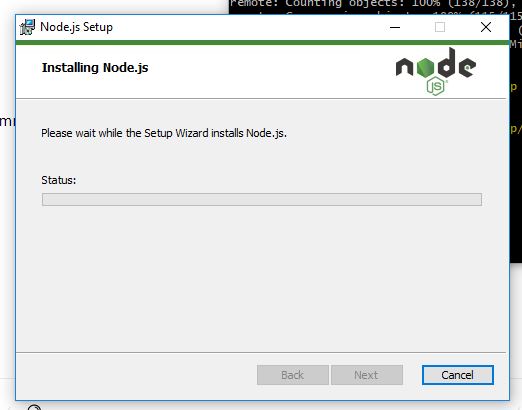 remote: Counting objects: 100% (138/138),
Node.js Setup
Installing Node.js
node
JS
Please wait while the Setup Wizard installs Node.js.
Status:
Back
Next
Cancel